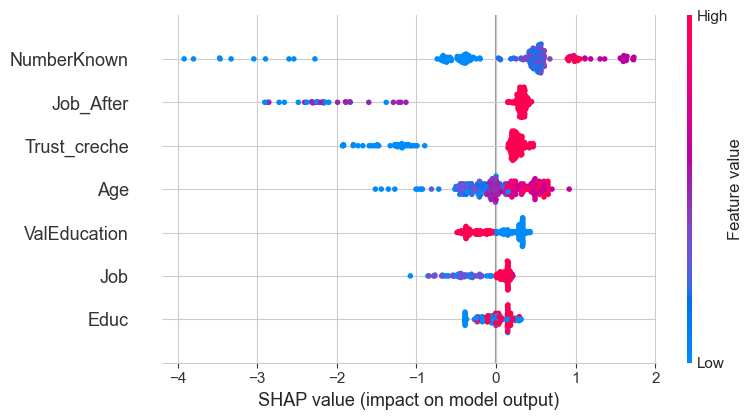 High
NumberKnown
Job_After
Trust_creche
Age
ValEducation
Job
Educ
Feature value
Low
−4 −3 −2 −1 0 1 2
SHAP value (impact on model output)